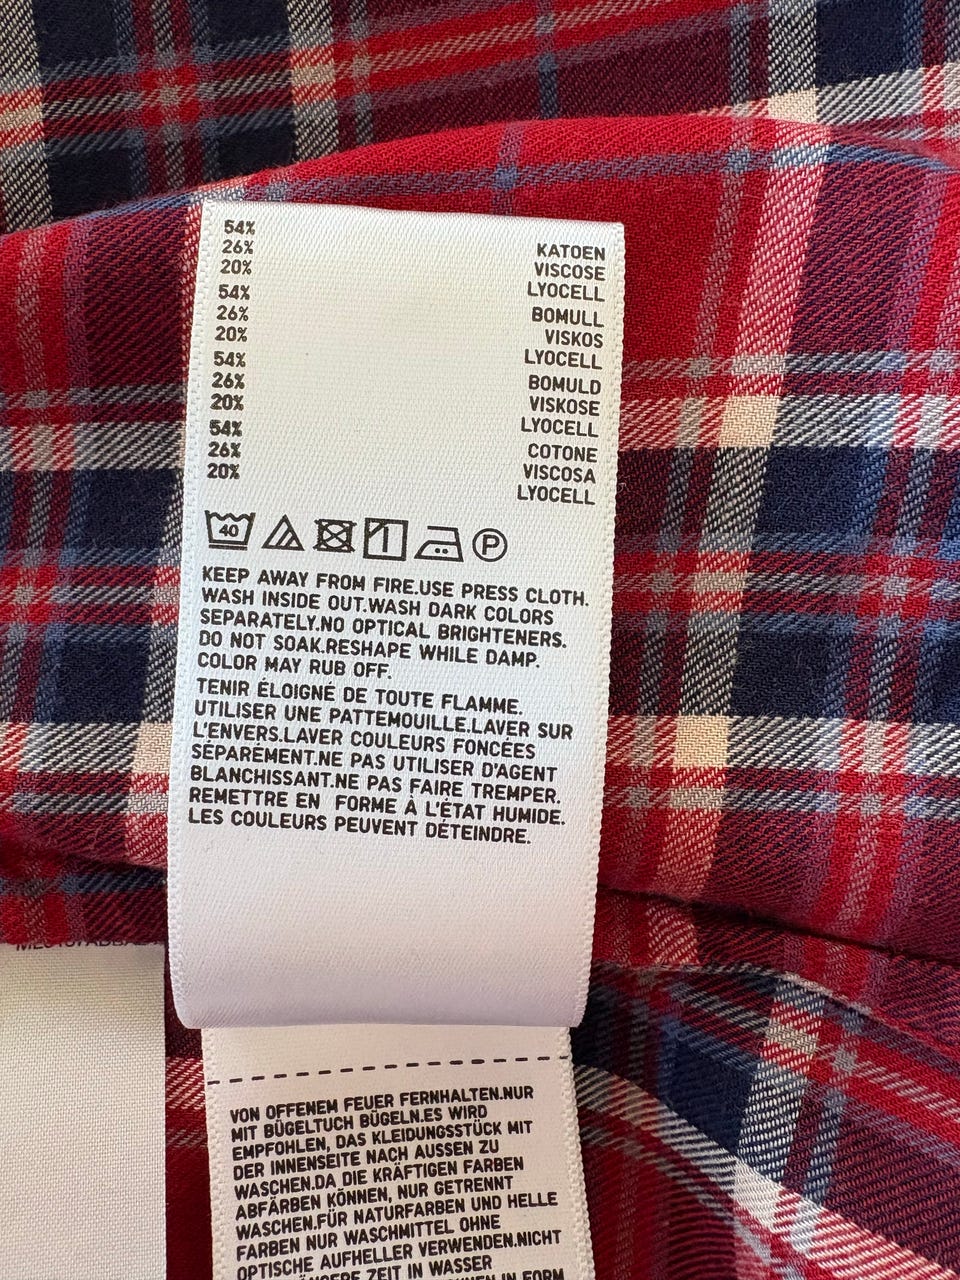 54%
26% KATOEN
20% VISCOSE
54% LYOCELL
26% BOMULL
20% VISKOS
54% LYOCELL
26% BOMULD
20% VISKOSE
54% LYOCELL
26% COTONE
20% VISCOSA
LYOCELL
40 P
KEEP AWAY FROM FIRE.USE PRESS CLOTH.
WASH INSIDE OUT.WASH DARK COLORS
SEPARATELY.NO OPTICAL BRIGHTENERS.
DO NOT SOAK.RESHAPE WHILE DAMP.
COLOR MAY RUB OFF.
TENIR ÉLOIGNÉ DE TOUTE FLAMME.
UTILISER UNE PATTEMOUILLE.LAVER SUR
L'ENVERS.LAVER COULEURS FONCÉES
SÉPARÉMENT.NE PAS UTILISER D'AGENT
BLANCHISSANT.NE PAS FAIRE TREMPER.
REMETTRE EN FORME À L'ÉTAT HUMIDE.
LES COULEURS PEUVENT DÉTEINDRE.
VON OFFENEM FEUER FERNHALTEN.NUR
MIT BÜGELTUCH BÜGELN.ES WIRD
EMPFOHLEN, DAS KLEIDUNGSSTÜCK MIT
DER INNENSEITE NACH AUSSEN ZU
WASCHEN.DA DIE KRÄFTIGEN FARBEN
ABFÄRBEN KÖNNEN, NUR GETRENNT
WASCHEN.FÜR NATURFARBEN UND HELLE
FARBEN NUR WASCHMITTEL OHNE
OPTISCHE AUFHELLER VERWENDEN.NICHT
ZEIT IN WASSER
IN FORM